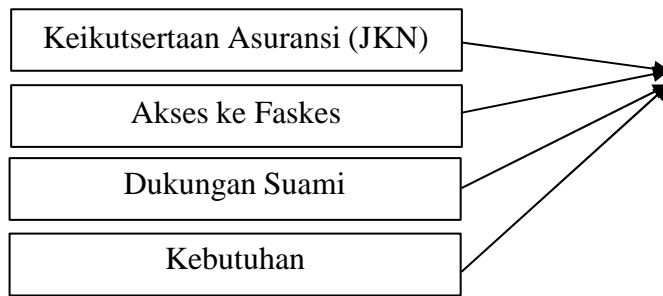 Keikutsertaan Asuransi (JKN)
Akses ke Faskes
Dukungan Suami
Kebutuhan